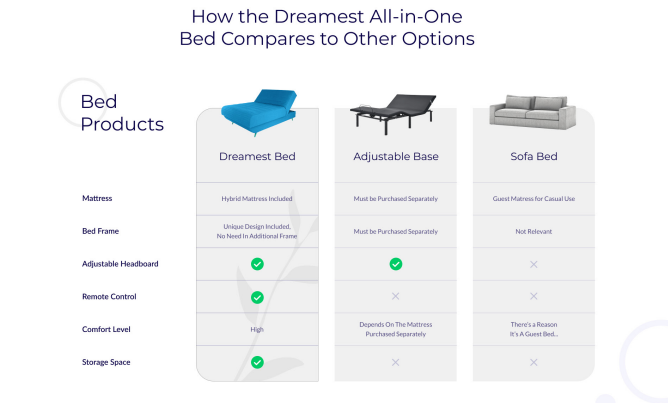 How the Dreamest All-in-One
Bed Compares to Other Options
Bed
Products
Dreamest Bed
Adjustable Base
Sofa Bed
Mattress
Hybrid Mattress Included
Must be Purchased Separately
Guest Matress for Casual Use
Bed Frame
Unique Design Included,
No Need In Additional Frame
Must be Purchased Separately
Not Relevant
Adjustable Headboard
Remote Control
Comfort Level
High
Depends On The Mattress
Purchased Separately
There's a Reason
It's A Guest Bed...
Storage Space